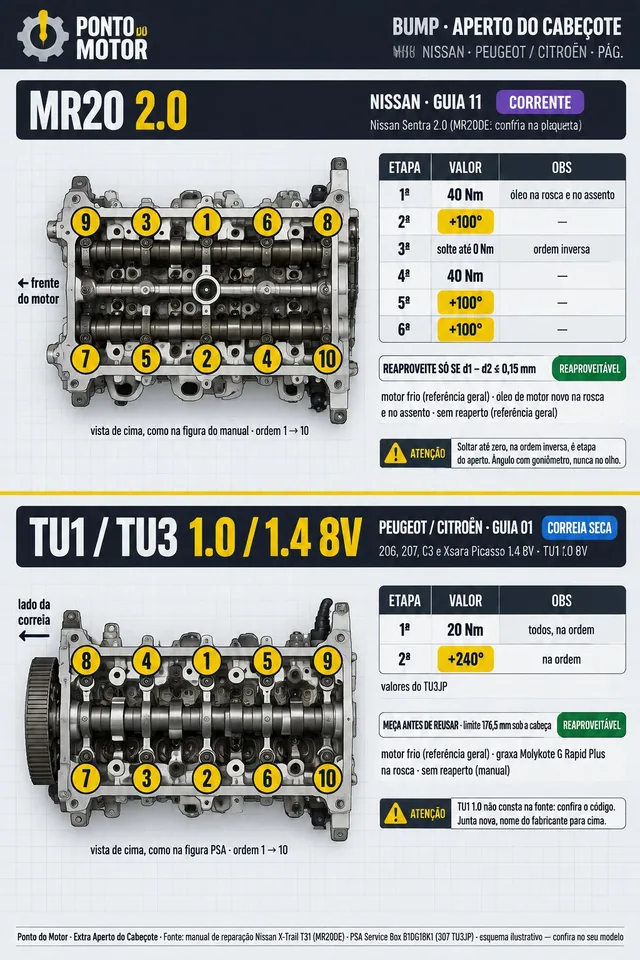 PONTO DO
MOTOR
BUMP · APERTO DO CABEÇOTE
NISSAN · PEUGEOT / CITROËN · PÁG.
MR20 2.0
NISSAN · GUIA 11
CORRENTE
Nissan Sentra 2.0 (MR20DE: confira na plaqueta)
9 3 1 6 8
← frente
do motor
7 5 2 4 10
vista de cima, como na figura do manual · ordem 1 → 10
ETAPA VALOR OBS
1ª 40 Nm óleo na rosca e no assento
2ª +100° —
3ª solte até 0 Nm ordem inversa
4ª 40 Nm —
5ª +100° —
6ª +100° —
REAPROVEITE SÓ SE d1 – d2 ≤ 0,15 mm REAPROVEITÁVEL
motor frio (referência geral) · óleo de motor novo na rosca
e no assento · sem reaperto (referência geral)
ATENÇÃO
Soltar até zero, na ordem inversa, é etapa
do aperto. Ângulo com goniômetro, nunca no olho.
TU1 / TU3 1.0 / 1.4 8V
PEUGEOT / CITROËN · GUIA 01
CORREIA SECA
206, 207, C3 e Xsara Picasso 1.4 8V · TU1 1.0 8V
lado da
correia
←
8 4 1 5 9
7 3 2 6 10
vista de cima, como na figura PSA · ordem 1 → 10
ETAPA VALOR OBS
1ª 20 Nm todos, na ordem
2ª +240° na ordem
valores do TU3JP
MEÇA ANTES DE REUSAR · limite 176,5 mm sob a cabeça REAPROVEITÁVEL
motor frio (referência geral) · graxa Molykote G Rapid Plus
na rosca · sem reaperto (manual)
ATENÇÃO
TU1 1.0 não consta na fonte: confira o código.
Junta nova, nome do fabricante para cima.
Ponto do Motor · Extra Aperto do Cabeçote · Fonte: manual de reparação Nissan X-Trail T31 (MR20DE) · PSA Service Box B1DG1BK1 (307 TU3JP) · esquema ilustrativo — confira no seu modelo